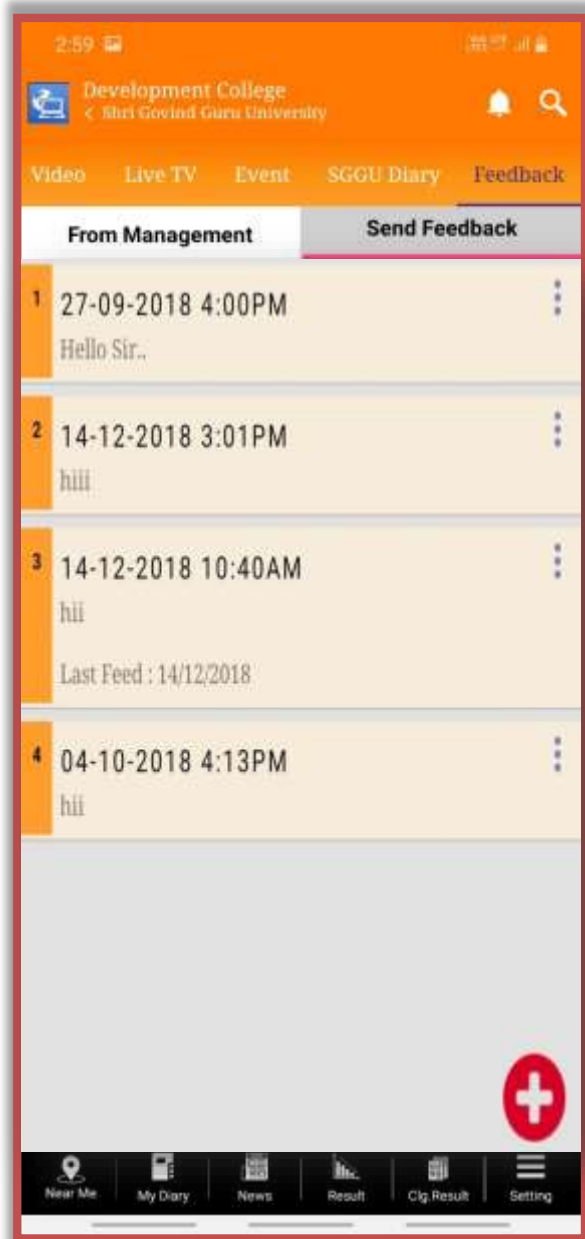 2:59
Development College
< Shri Govind Guru University
Video Live TV Event SGGU Diary Feedback
From Management Send Feedback
1 27-09-2018 4:00PM
Hello Sir..
2 14-12-2018 3:01PM
hiii
3 14-12-2018 10:40AM
hii
Last Feed : 14/12/2018
4 04-10-2018 4:13PM
hii
Near Me My Diary News Result Clg.Result Setting